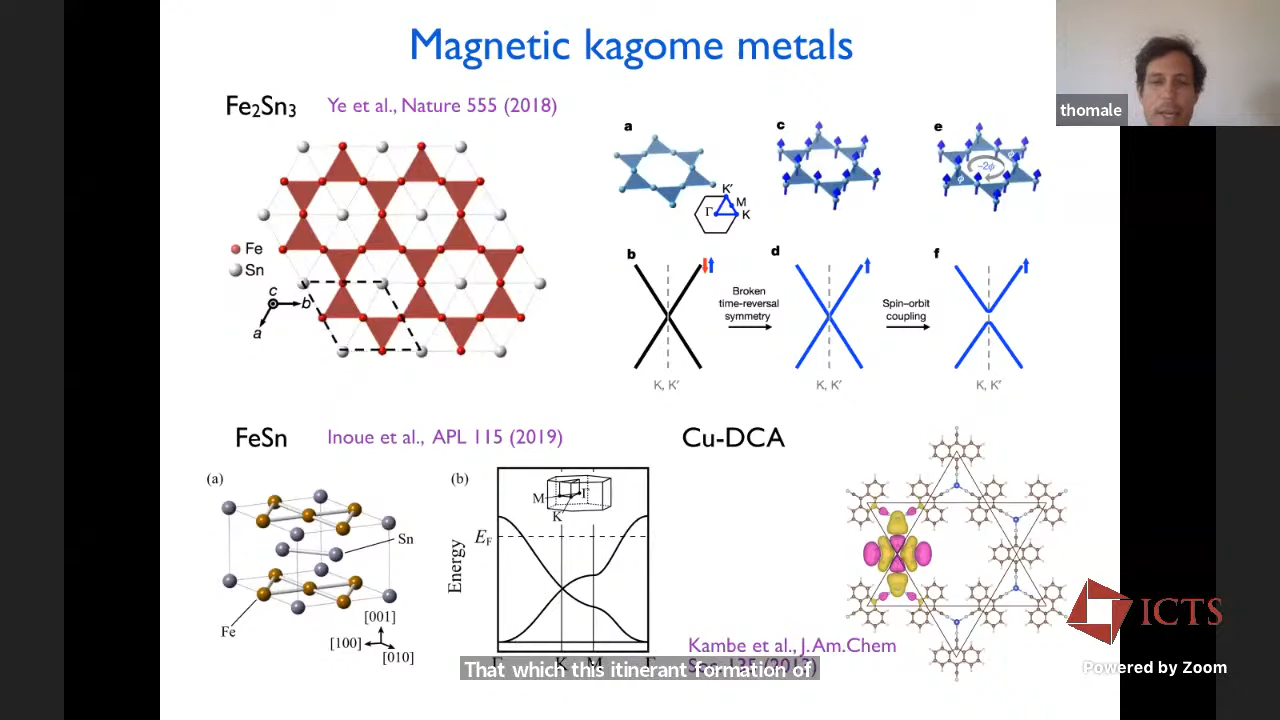 Magnetic kagome metals
thomale
Fe2Sn3
Ye et al., Nature 555 (2018)
Fe
Sn
c
b
a
a
c
e
K'
M
Γ
K
ϕ
ϕ
−2ϕ
b
d
f
Broken
time-reversal
symmetry
Spin–orbit
coupling
K, K'
K, K'
K, K'
FeSn
Inoue et al., APL 115 (2019)
Cu-DCA
(a)
Sn
Fe
[001]
[100]
[010]
(b)
M
Γ
K
EF
Energy
Γ
K
M
Γ
Kambe et al., J. Am. Chem
That which this itinerant formation of
ICTS
Powered by Zoom